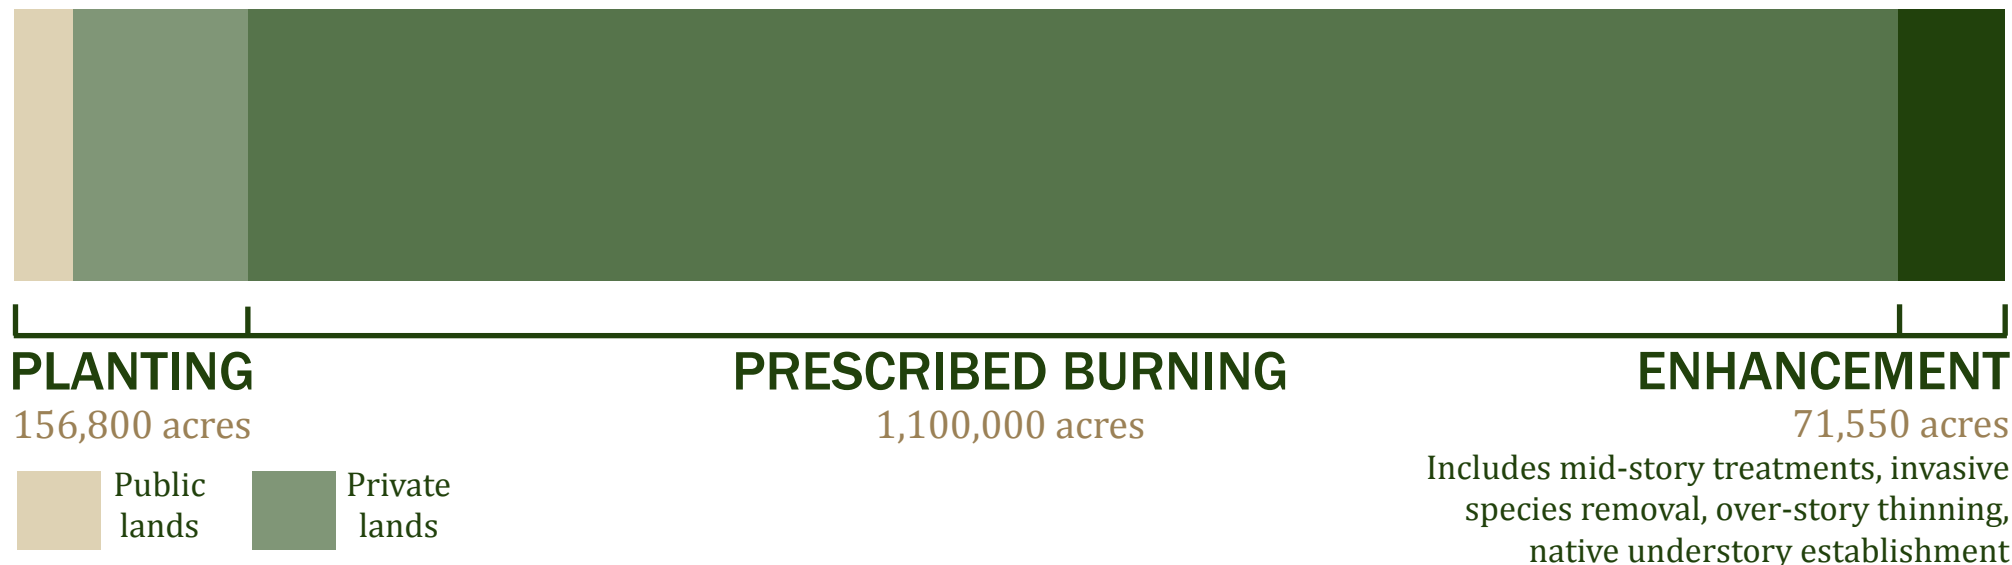 PLANTING
156,800 acres
Public
lands
Private
lands
PRESCRIBED BURNING
1,100,000 acres
ENHANCEMENT
71,550 acres
Includes mid-story treatments, invasive
species removal, over-story thinning,
native understory establishment